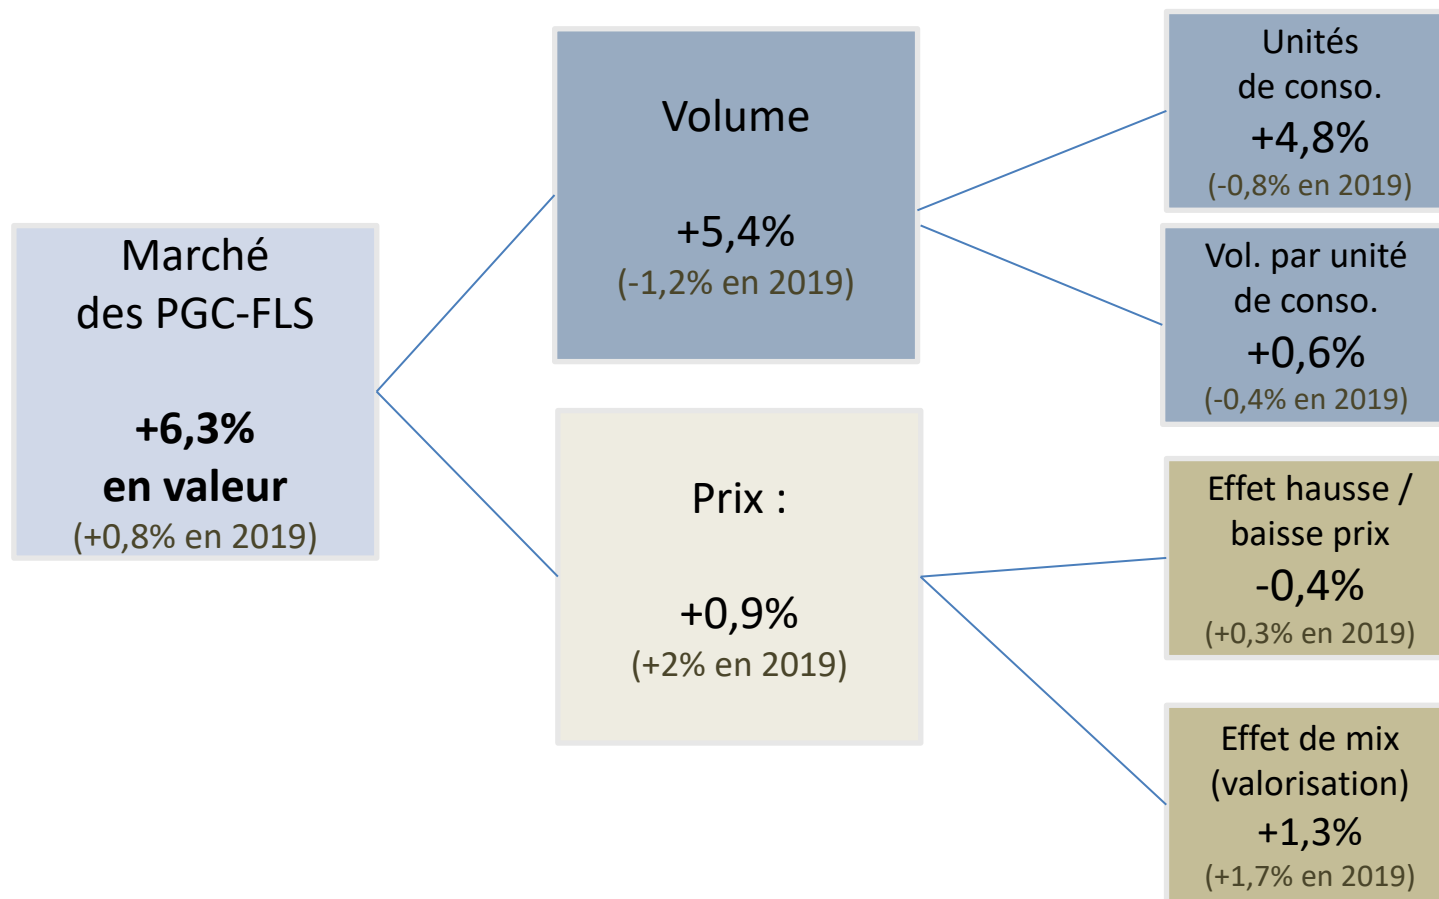 Marché
des PGC-FLS
+6,3%
en valeur
(+0,8% en 2019)
Volume
+5,4%
(-1,2% en 2019)
Prix :
+0,9%
(+2% en 2019)
Unités
de conso.
+4,8%
(-0,8% en 2019)
Vol. par unité
de conso.
+0,6%
(-0,4% en 2019)
Effet hausse /
baisse prix
-0,4%
(+0,3% en 2019)
Effet de mix
(valorisation)
+1,3%
(+1,7% en 2019)